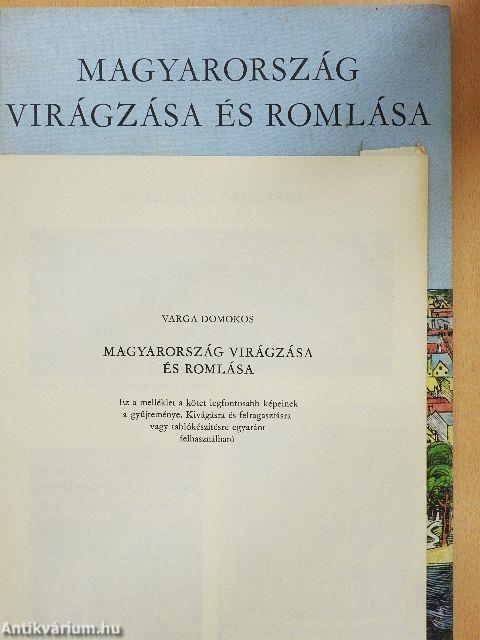 MAGYARORSZÁG
VIRÁGZÁSA ÉS ROMLÁSA
VARGA DOMOKOS
MAGYARORSZÁG VIRÁGZÁSA
ÉS ROMLÁSA
Ez a melléklet a kötet legfontosabb képeinek
a gyűjteménye. Kivágásra és felragasztásra
vagy tablókészítésre egyaránt
felhasználható
Antikvárium.hu